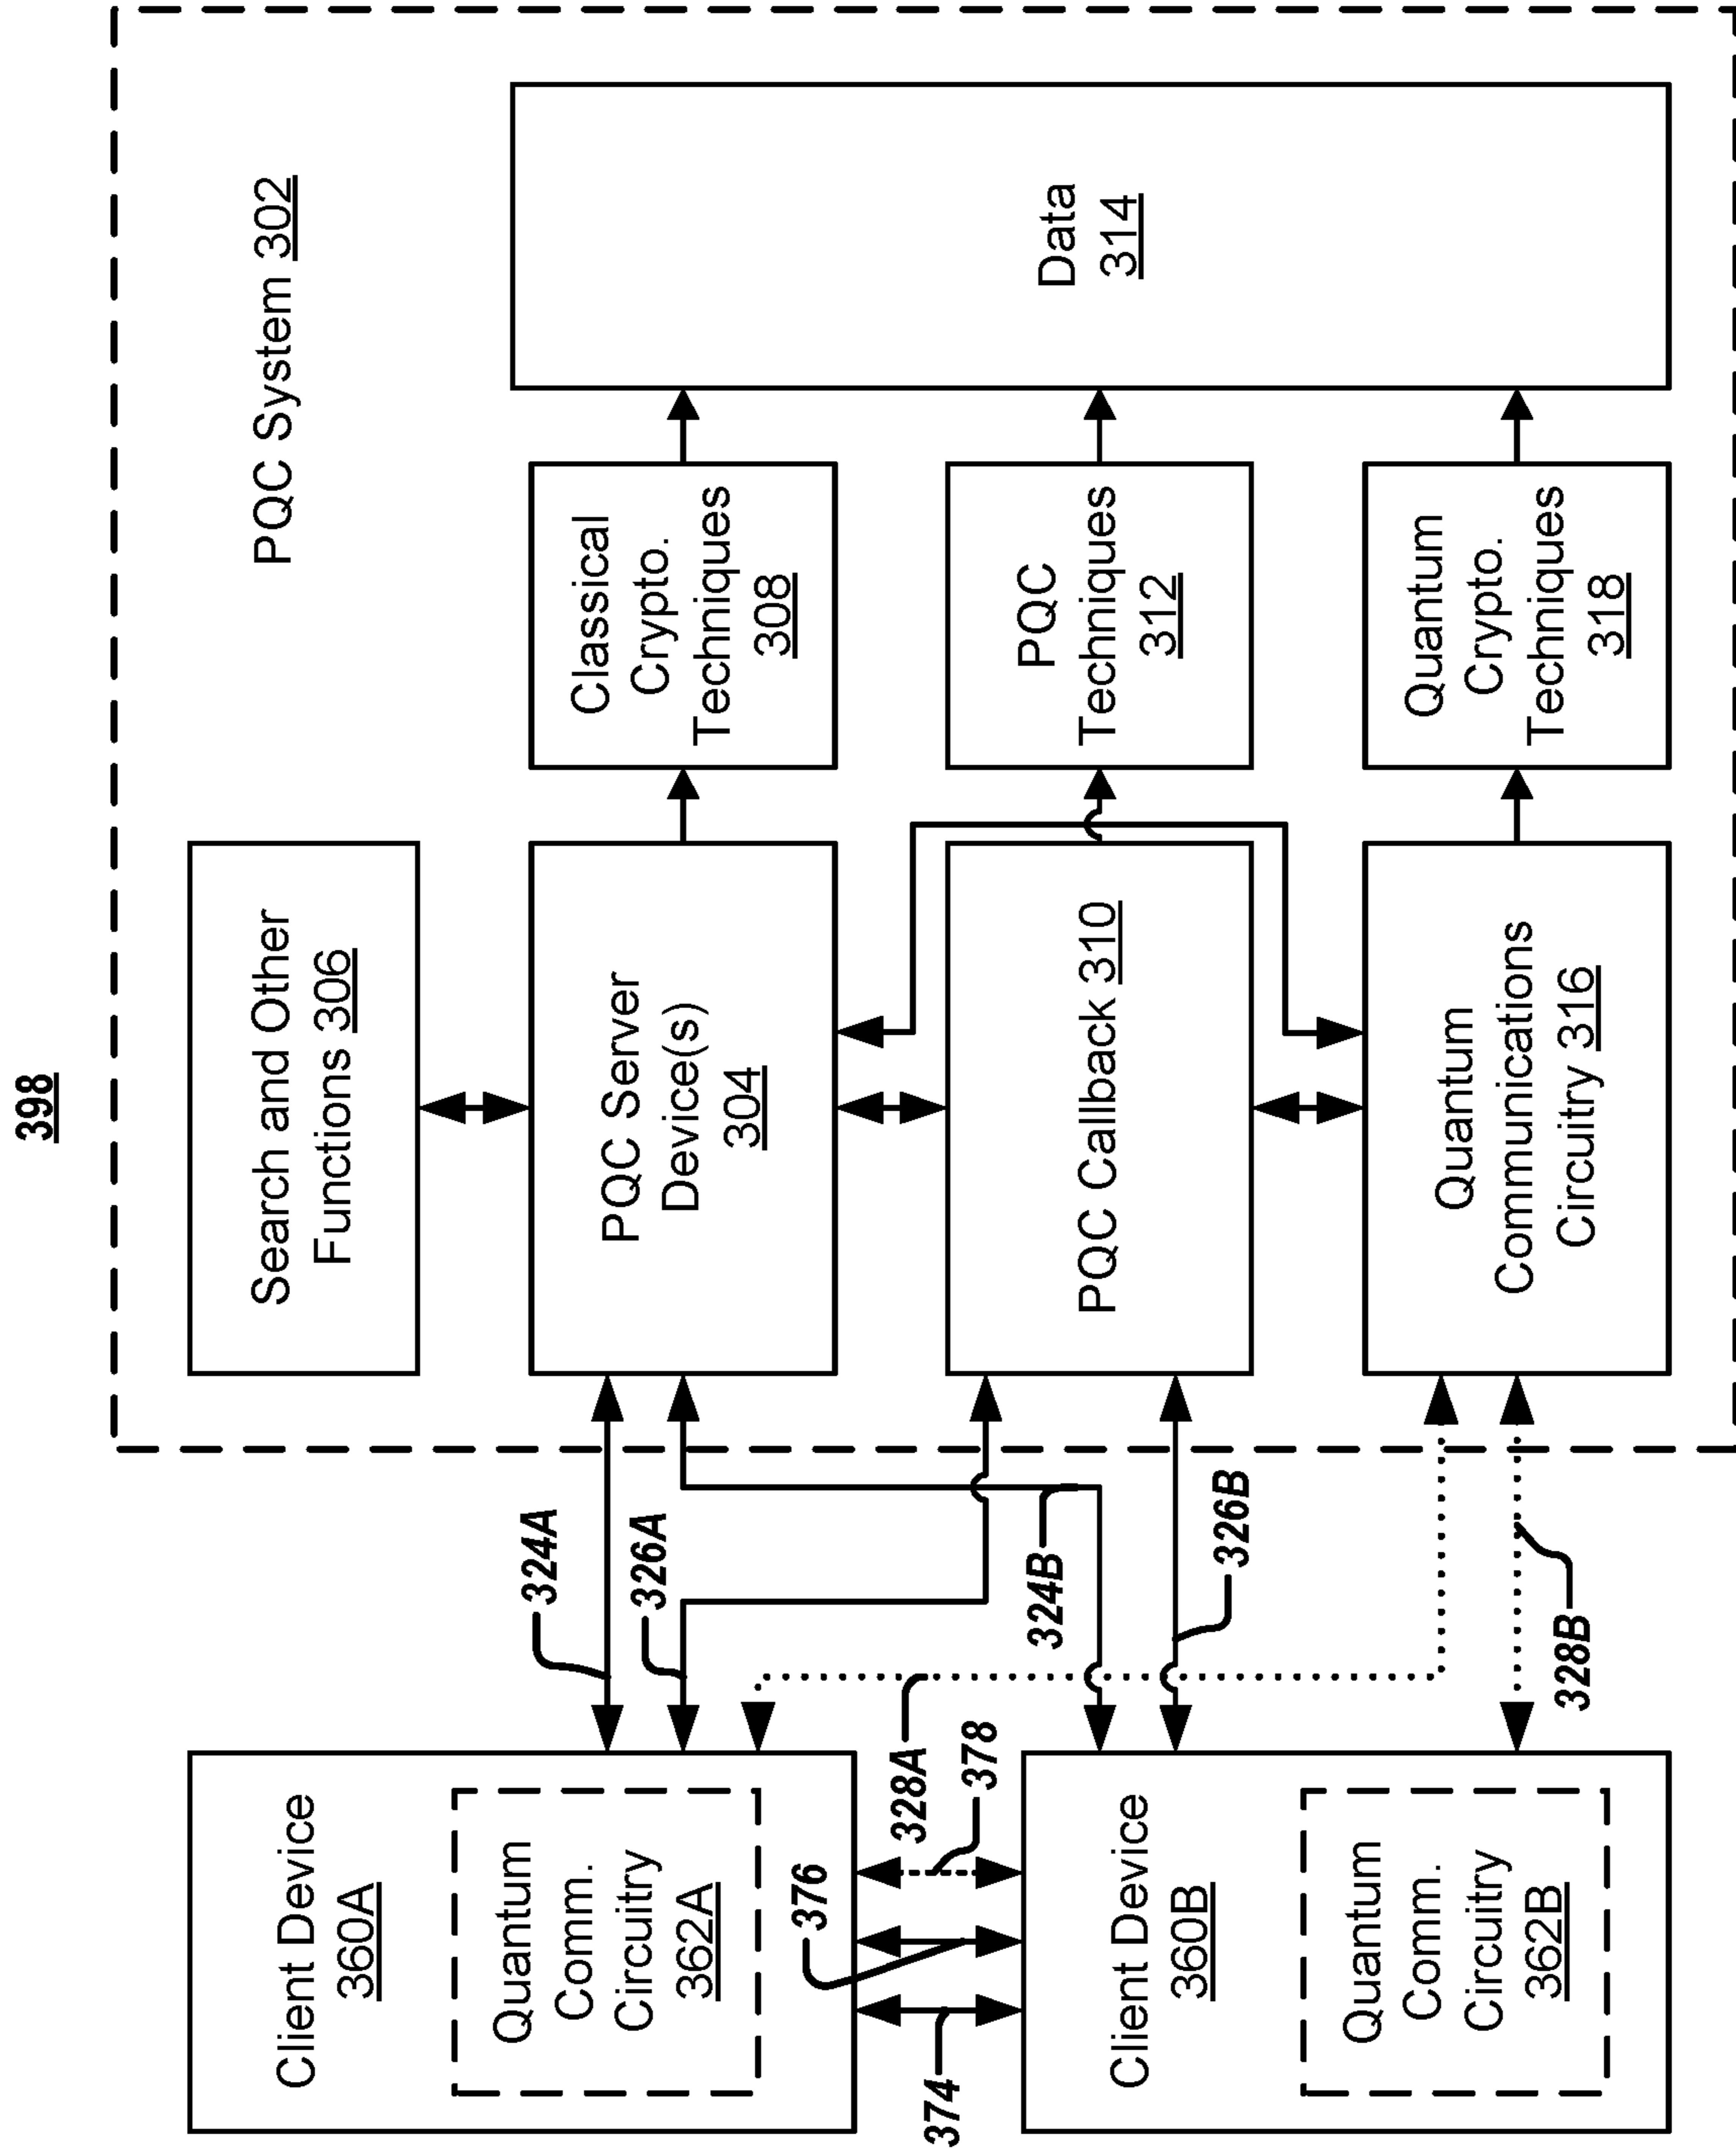 398
PQC System 302
Search and Other
Functions 306
PQC Server
Device(s)
304
Classical
Crypto.
Techniques
308
PQC Callback 310
PQC
Techniques
312
Quantum
Communications
Circuitry 316
Quantum
Crypto.
Techniques
318
Data
314
Client Device
360A
Quantum
Comm.
Circuitry
362A
324A
326A
324B
326B
328A
328B
374
376
378
Client Device
360B
Quantum
Comm.
Circuitry
362B